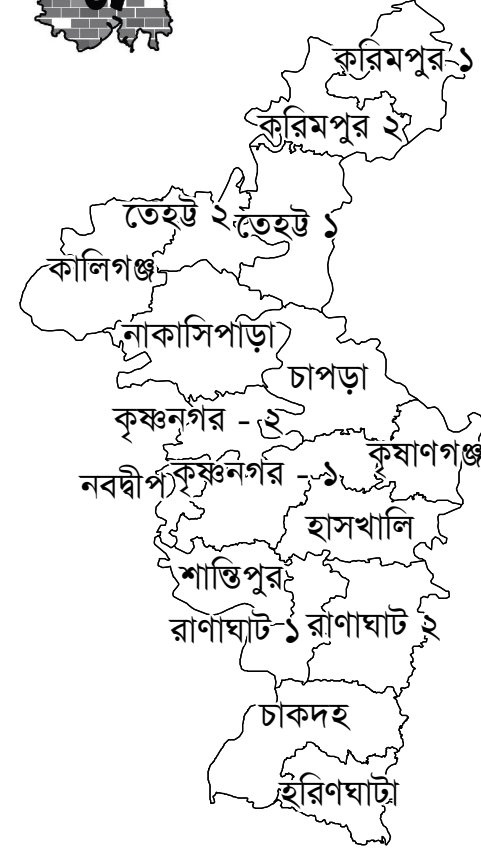 করিমপুর ১
করিমপুর ২
তেহট্ট ২
তেহট্ট ১
কালিগঞ্জ
নাকাসিপাড়া
চাপড়া
কৃষ্ণনগর - ২
কৃষাণগঞ্জ
নবদ্বীপ
কৃষ্ণনগর - ১
হাসখালি
শান্তিপুর
রাণাঘাট ১
রাণাঘাট ২
চাকদহ
হরিণঘাটা